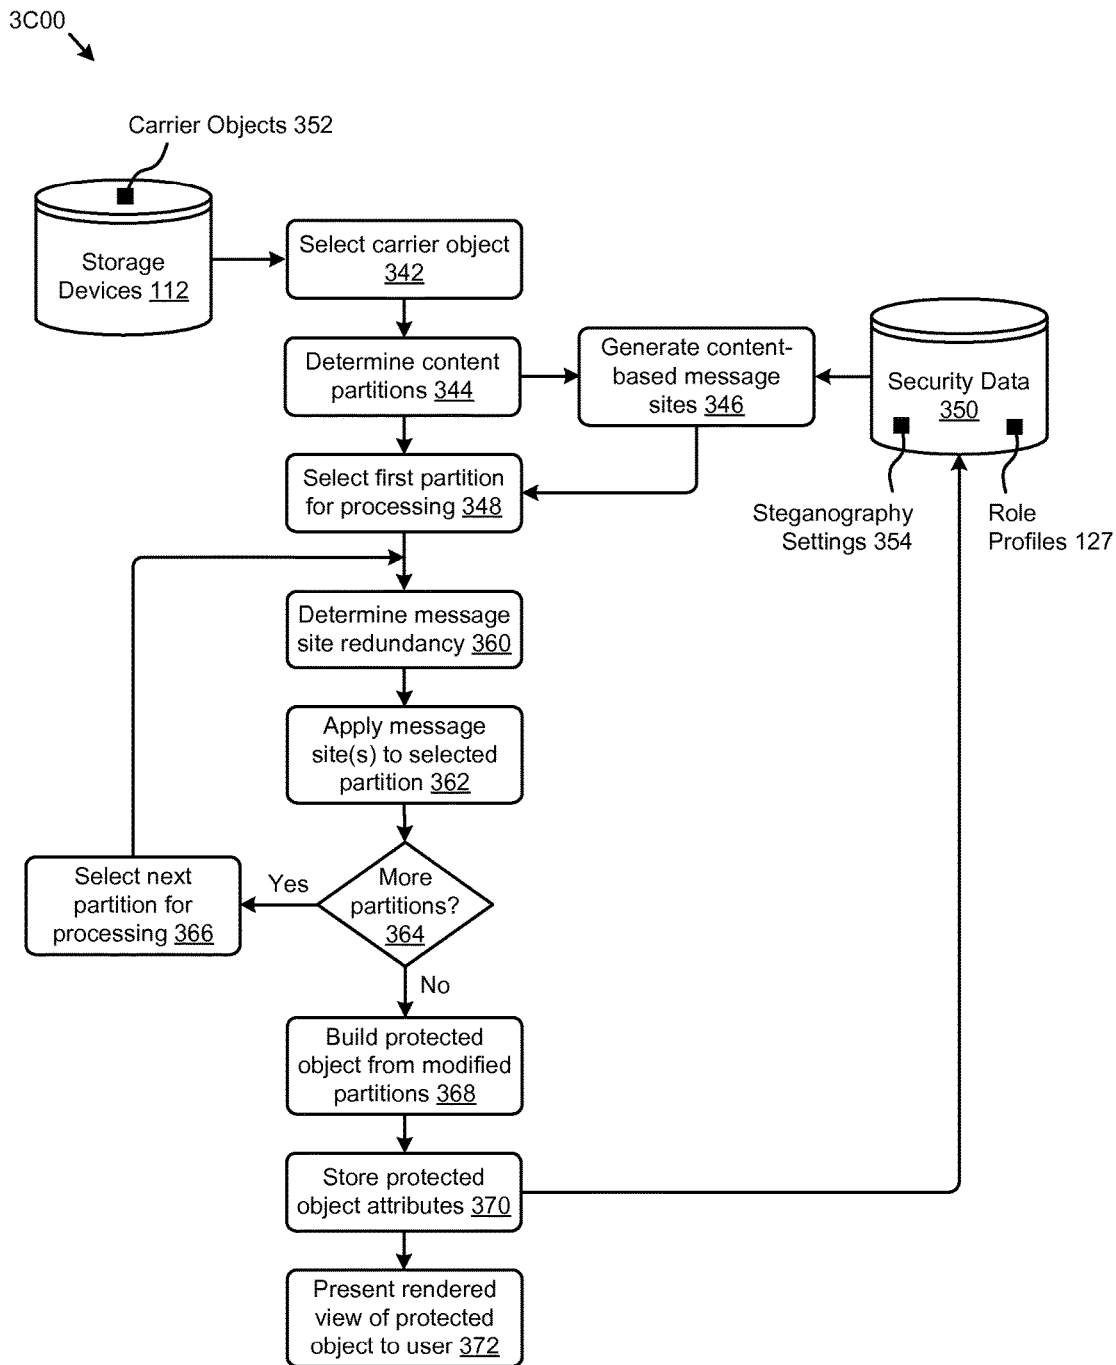 3C00
Carrier Objects 352
Storage
Devices 112
Select carrier object
342
Determine content
partitions 344
Generate content-
based message
sites 346
Security Data
350
Steganography
Settings 354
Role
Profiles 127
Select first partition
for processing 348
Determine message
site redundancy 360
Apply message
site(s) to selected
partition 362
Select next
partition for
processing 366
Yes
More
partitions?
364
No
Build protected
object from modified
partitions 368
Store protected
object attributes 370
Present rendered
view of protected
object to user 372